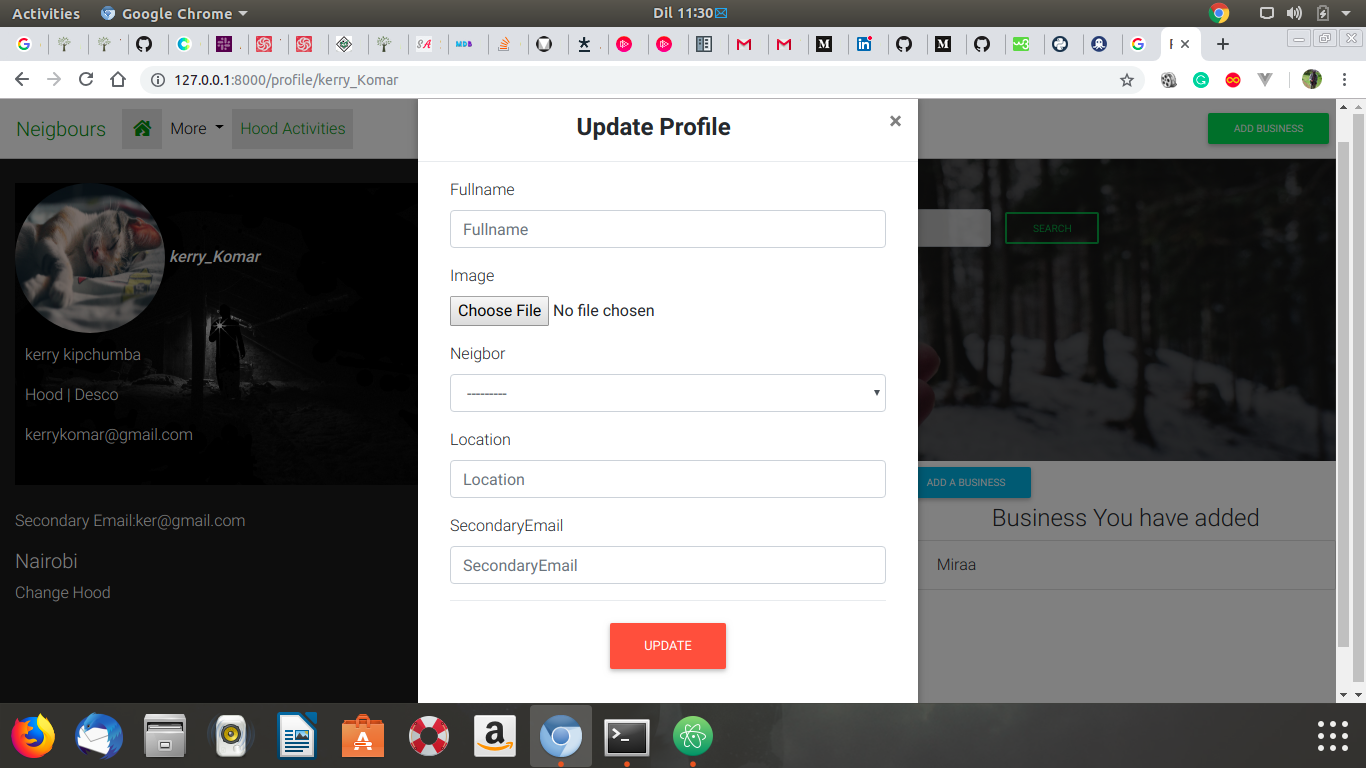 Activities Google Chrome Dil 11:30
127.0.0.1:8000/profile/kerry_Komar
Neigbours More Hood Activities
Update Profile
×
ADD BUSINESS
kerry_Komar
kerry kipchumba
Hood | Desco
kerrykomar@gmail.com
Secondary Email:ker@gmail.com
Nairobi
Change Hood
Fullname
Fullname
Image
Choose File No file chosen
Neigbor
---------
Location
Location
SecondaryEmail
SecondaryEmail
UPDATE
SEARCH
ADD A BUSINESS
Business You have added
Miraa